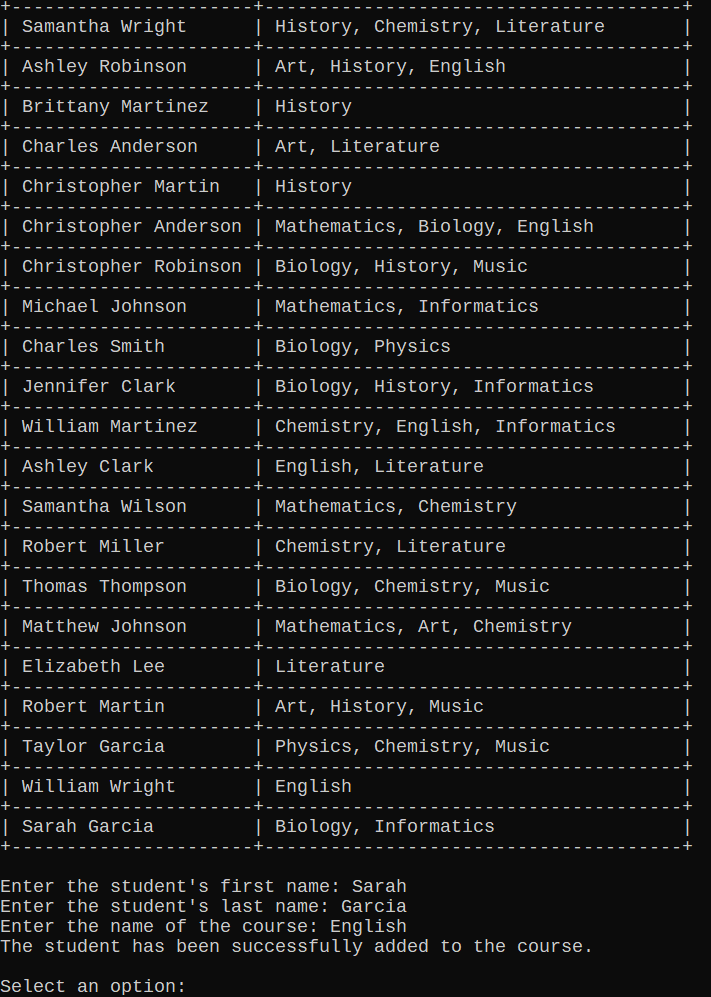 +----------------------+--------------------------------------+
| Samantha Wright      | History, Chemistry, Literature       |
+----------------------+--------------------------------------+
| Ashley Robinson      | Art, History, English                |
+----------------------+--------------------------------------+
| Brittany Martinez    | History                              |
+----------------------+--------------------------------------+
| Charles Anderson     | Art, Literature                      |
+----------------------+--------------------------------------+
| Christopher Martin   | History                              |
+----------------------+--------------------------------------+
| Christopher Anderson | Mathematics, Biology, English        |
+----------------------+--------------------------------------+
| Christopher Robinson | Biology, History, Music              |
+----------------------+--------------------------------------+
| Michael Johnson      | Mathematics, Informatics             |
+----------------------+--------------------------------------+
| Charles Smith        | Biology, Physics                     |
+----------------------+--------------------------------------+
| Jennifer Clark       | Biology, History, Informatics        |
+----------------------+--------------------------------------+
| William Martinez     | Chemistry, English, Informatics      |
+----------------------+--------------------------------------+
| Ashley Clark         | English, Literature                  |
+----------------------+--------------------------------------+
| Samantha Wilson      | Mathematics, Chemistry               |
+----------------------+--------------------------------------+
| Robert Miller        | Chemistry, Literature                |
+----------------------+--------------------------------------+
| Thomas Thompson      | Biology, Chemistry, Music            |
+----------------------+--------------------------------------+
| Matthew Johnson      | Mathematics, Art, Chemistry          |
+----------------------+--------------------------------------+
| Elizabeth Lee        | Literature                           |
+----------------------+--------------------------------------+
| Robert Martin        | Art, History, Music                  |
+----------------------+--------------------------------------+
| Taylor Garcia        | Physics, Chemistry, Music            |
+----------------------+--------------------------------------+
| William Wright       | English                              |
+----------------------+--------------------------------------+
| Sarah Garcia         | Biology, Informatics                 |
+----------------------+--------------------------------------+

Enter the student's first name: Sarah
Enter the student's last name: Garcia
Enter the name of the course: English
The student has been successfully added to the course.

Select an option: